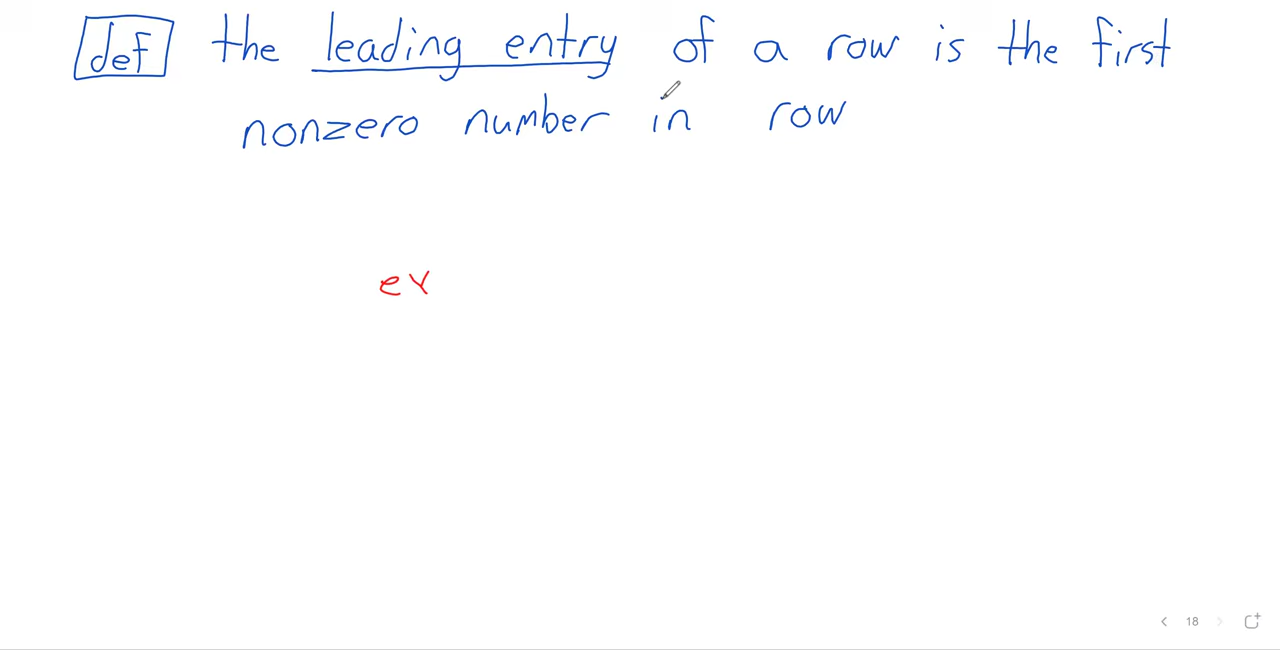 def the leading entry of a row is the first
nonzero number in row
ex
18